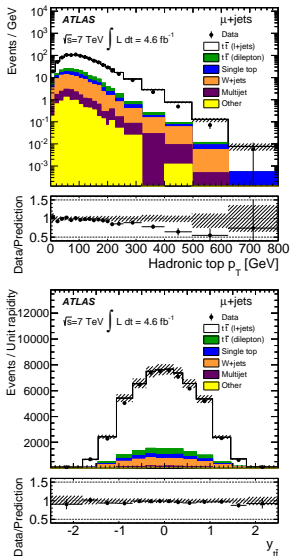 ATLAS μ+jets
√s=7 TeV ∫ L dt = 4.6 fb⁻¹
Data
tt̄ (l+jets)
tt̄ (dilepton)
Single top
W+jets
Multijet
Other
Events / GeV
10⁴
10³
10²
10
1
10⁻¹
10⁻²
10⁻³
Data/Prediction
1.5
1.0
0.5
0 100 200 300 400 500 600 700 800
Hadronic top p_T [GeV]
ATLAS μ+jets
√s=7 TeV ∫ L dt = 4.6 fb⁻¹
Data
tt̄ (l+jets)
tt̄ (dilepton)
Single top
W+jets
Multijet
Other
Events / Unit rapidity
12000
10000
8000
6000
4000
2000
Data/Prediction
1.5
1
0.5
-2 -1 0 1 2
y_tt̄